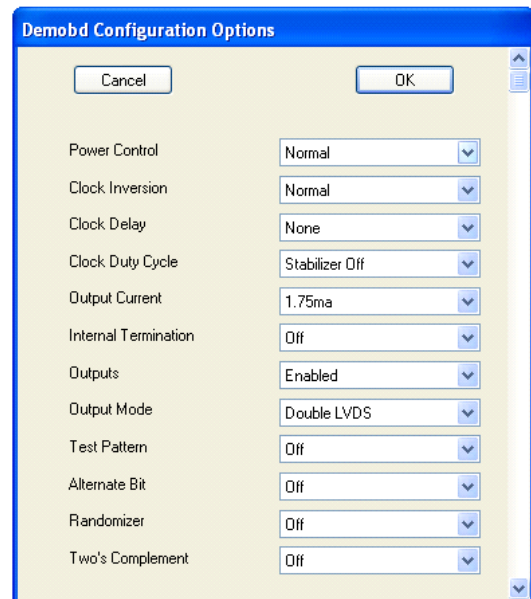 Demobd Configuration Options
Cancel OK
Power Control Normal
Clock Inversion Normal
Clock Delay None
Clock Duty Cycle Stabilizer Off
Output Current 1.75ma
Internal Termination Off
Outputs Enabled
Output Mode Double LVDS
Test Pattern Off
Alternate Bit Off
Randomizer Off
Two's Complement Off